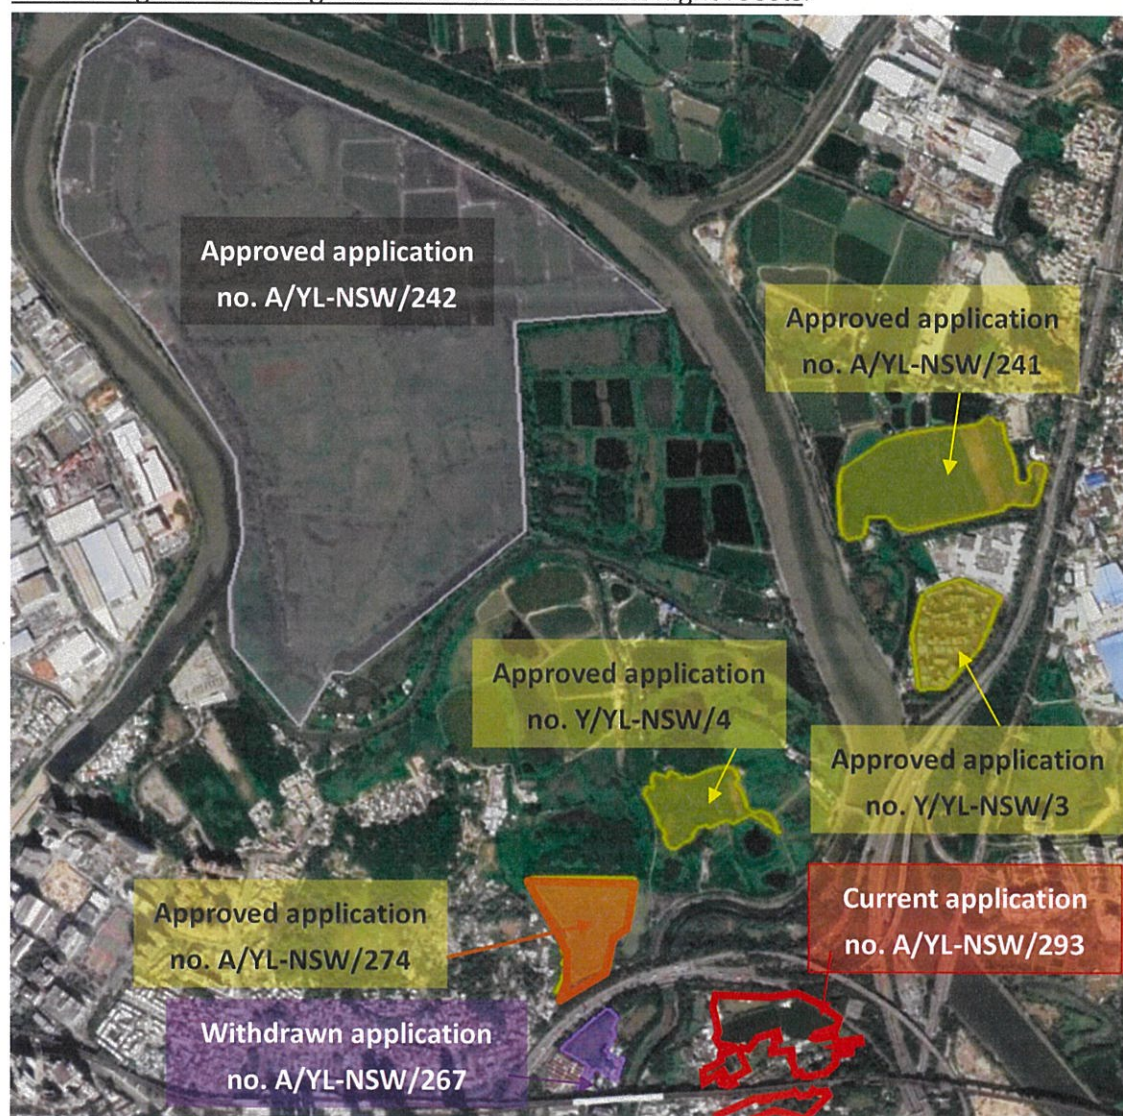 Approved application
no. A/YL-NSW/242
Approved application
no. A/YL-NSW/241
Approved application
no. Y/YL-NSW/4
Approved application
no. Y/YL-NSW/3
Approved application
no. A/YL-NSW/274
Current application
no. A/YL-NSW/293
Withdrawn application
no. A/YL-NSW/267